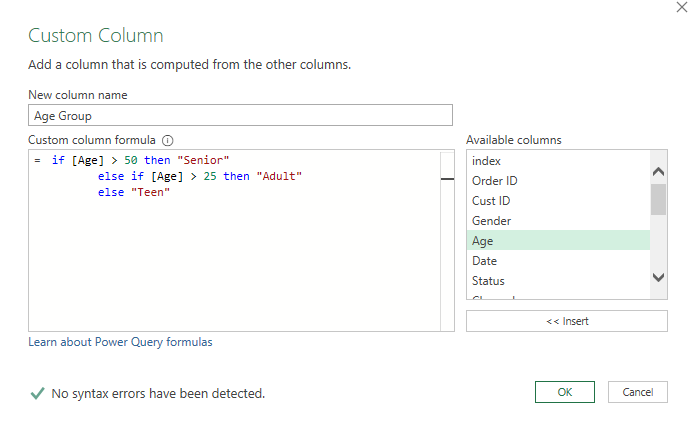 Custom Column
Add a column that is computed from the other columns.
New column name
Age Group
Custom column formula
= if [Age] > 50 then "Senior"
else if [Age] > 25 then "Adult"
else "Teen"
Available columns
index
Order ID
Cust ID
Gender
Age
Date
Status
<< Insert
Learn about Power Query formulas
No syntax errors have been detected.
OK
Cancel